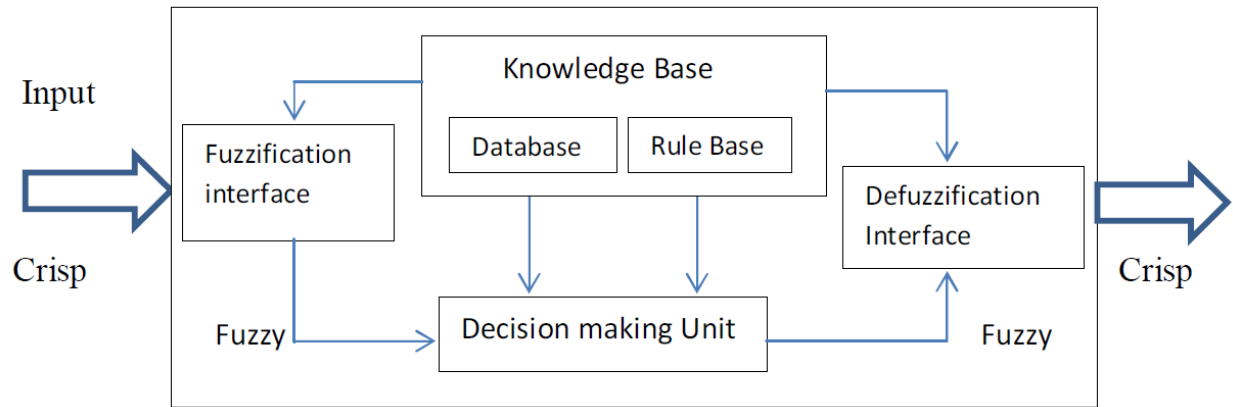 Input
Crisp
Fuzzification
interface
Knowledge Base
Database
Rule Base
Fuzzy
Decision making Unit
Fuzzy
Defuzzification
Interface
Crisp